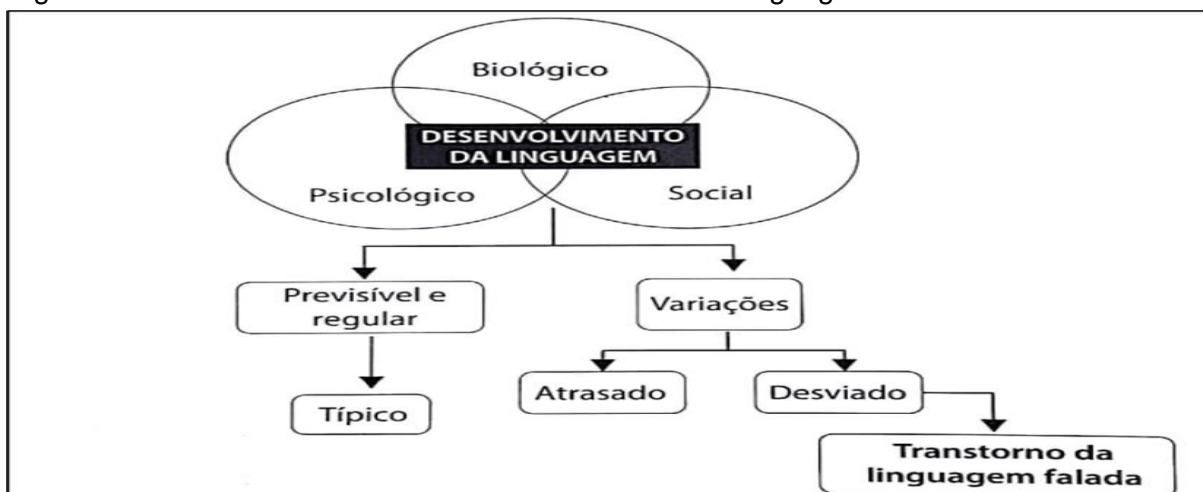 Biológico
DESENVOLVIMENTO
DA LINGUAGEM
Psicológico
Social
Previsível e
regular
Variações
Típico
Atrasado
Desviado
Transtorno da
linguagem falada